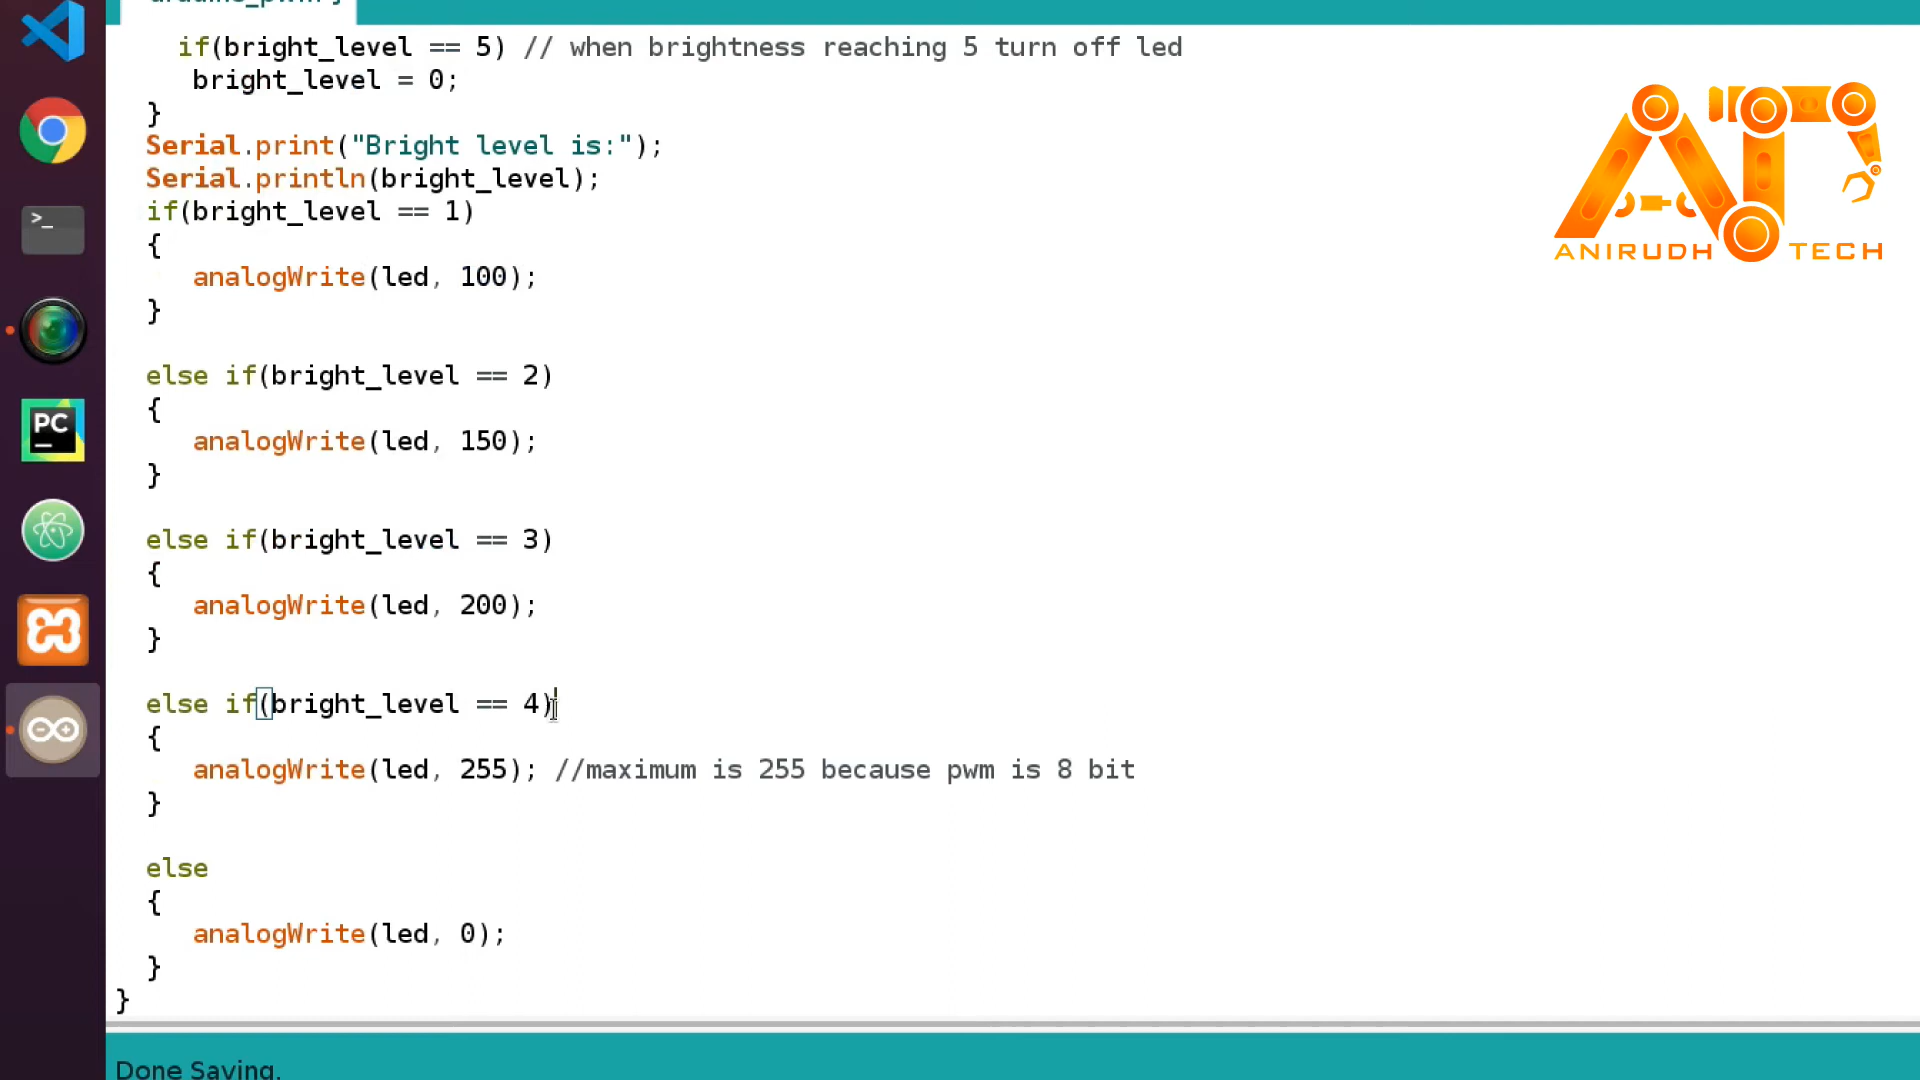 if(bright_level == 5) // when brightness reaching 5 turn off led
bright_level = 0;
}
Serial.print("Bright level is:");
Serial.println(bright_level);
if(bright_level == 1)
{
analogWrite(led, 100);
}
else if(bright_level == 2)
{
analogWrite(led, 150);
}
else if(bright_level == 3)
{
analogWrite(led, 200);
}
else if(bright_level == 4)
{
analogWrite(led, 255); //maximum is 255 because pwm is 8 bit
}
else
{
analogWrite(led, 0);
}
}
Done Saving.
ANIRUDH TECH
>_
PC